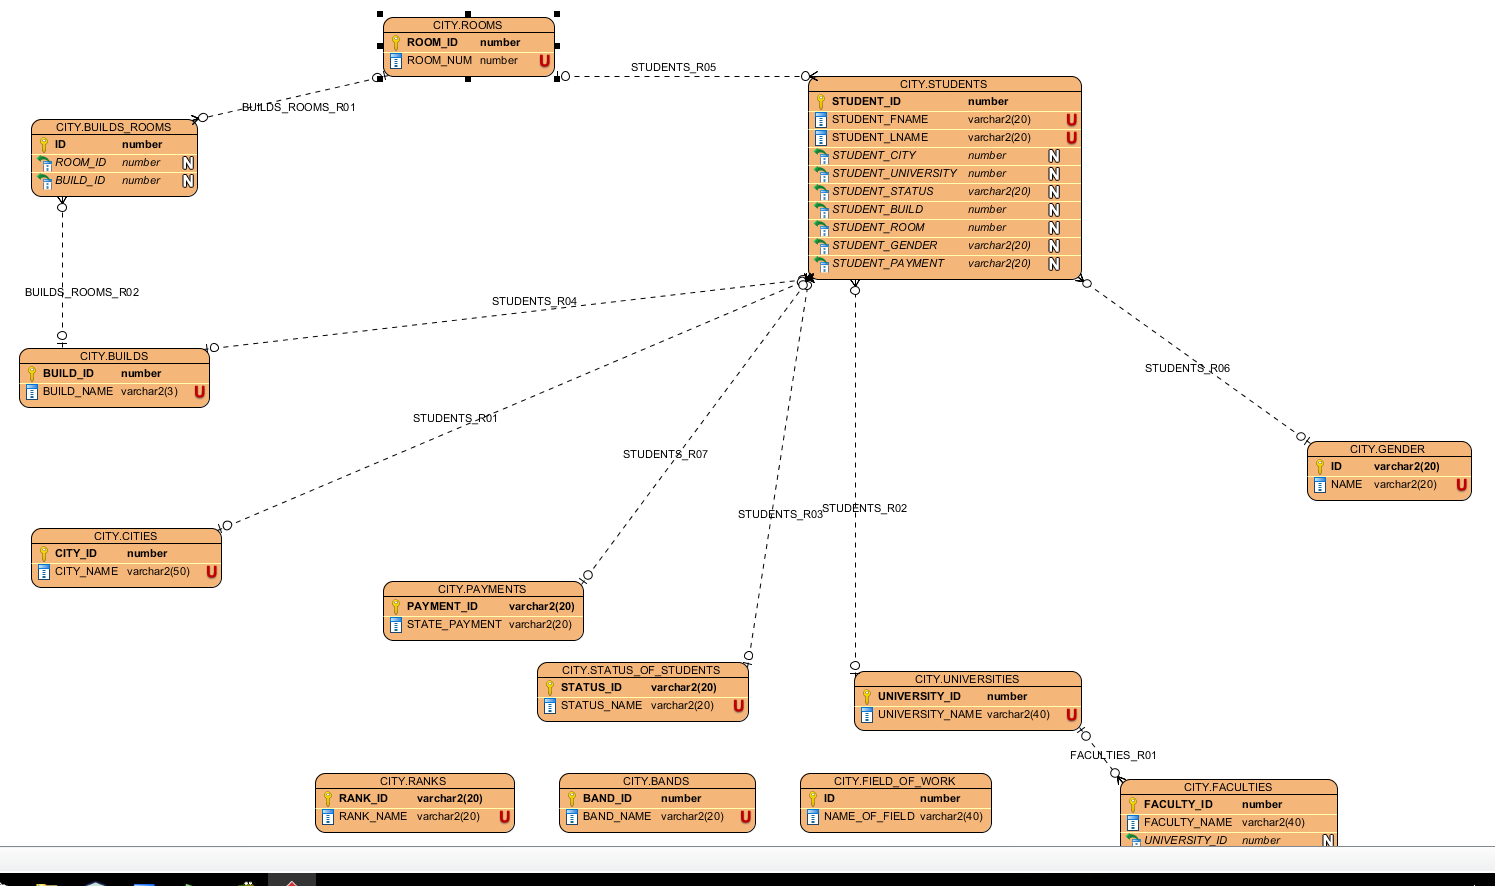 CITY.ROOMS
ROOM_ID number
ROOM_NUM number U
STUDENTS_R05
BUILDS_ROOMS_R01
CITY.STUDENTS
STUDENT_ID number
STUDENT_FNAME varchar2(20) U
STUDENT_LNAME varchar2(20) U
STUDENT_CITY number N
STUDENT_UNIVERSITY number N
STUDENT_STATUS varchar2(20) N
STUDENT_BUILD number N
STUDENT_ROOM number N
STUDENT_GENDER varchar2(20) N
STUDENT_PAYMENT varchar2(20) N
CITY.BUILDS_ROOMS
ID number
ROOM_ID number N
BUILD_ID number N
BUILDS_ROOMS_R02
STUDENTS_R04
CITY.BUILDS
BUILD_ID number
BUILD_NAME varchar2(3) U
STUDENTS_R06
STUDENTS_R01
STUDENTS_R07
CITY.GENDER
ID varchar2(20)
NAME varchar2(20) U
STUDENTS_R03
STUDENTS_R02
CITY.CITIES
CITY_ID number
CITY_NAME varchar2(50) U
CITY.PAYMENTS
PAYMENT_ID varchar2(20)
STATE_PAYMENT varchar2(20)
CITY.STATUS_OF_STUDENTS
STATUS_ID varchar2(20)
STATUS_NAME varchar2(20) U
CITY.UNIVERSITIES
UNIVERSITY_ID number
UNIVERSITY_NAME varchar2(40) U
FACULTIES_R01
CITY.RANKS
RANK_ID varchar2(20)
RANK_NAME varchar2(20) U
CITY.BANDS
BAND_ID number
BAND_NAME varchar2(20) U
CITY.FIELD_OF_WORK
ID number
NAME_OF_FIELD varchar2(40)
CITY.FACULTIES
FACULTY_ID number
FACULTY_NAME varchar2(40)
UNIVERSITY_ID number N